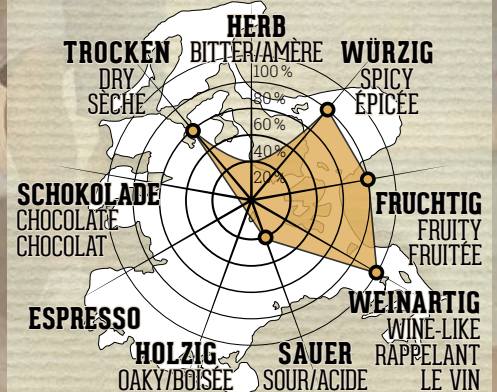 HERB
BITTER/AMÈRE
TROCKEN
DRY
SÈCHE
WÜRZIG
SPICY
ÉPICÉE
100%
80%
60%
40%
20%
SCHOKOLADE
CHOCOLATE
CHOCOLAT
FRUCHTIG
FRUITY
FRUITÉE
ESPRESSO
WEINARTIG
WINE-LIKE
RAPPELANT
LE VIN
HOLZIG
OAKY/BOISÉE
SAUER
SOUR/ACIDE